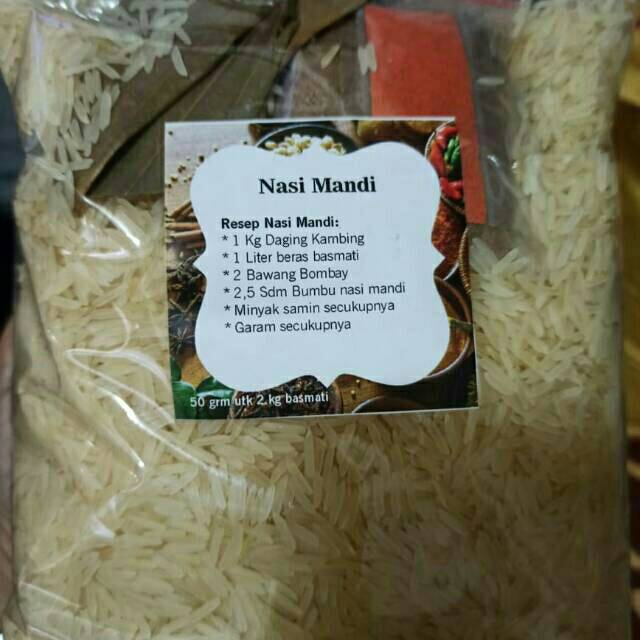 Nasi Mandi
Resep Nasi Mandi:
* 1 Kg Daging Kambing
* 1 Liter beras basmati
* 2 Bawang Bombay
* 2,5 Sdm Bumbu nasi mandi
* Minyak samin secukupnya
* Garam secukupnya
50 grm utk 2 kg basmati